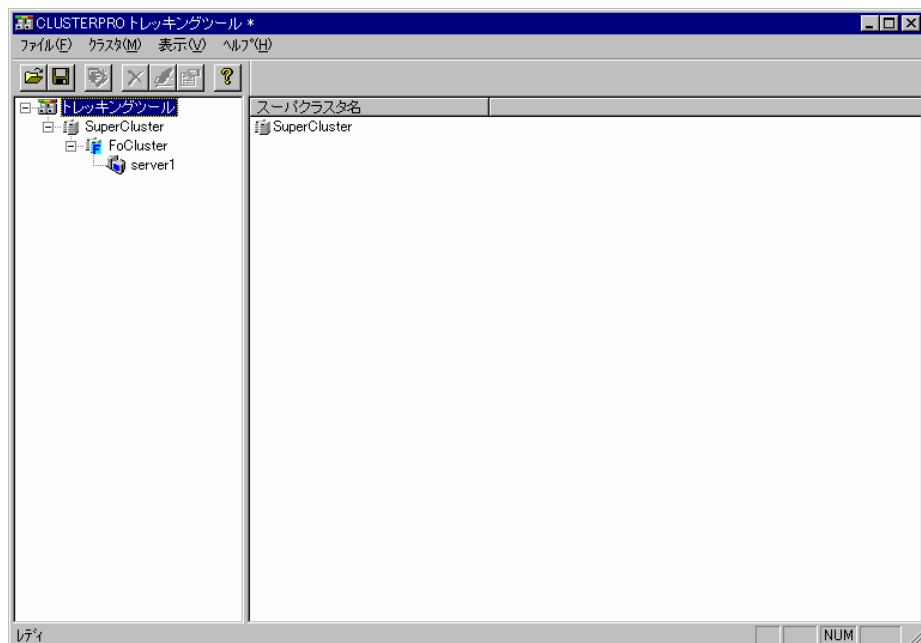 CLUSTERPRO トレッキングツール *
ﾌｧｲﾙ(F) ｸﾗｽﾀ(M) 表示(V) ﾍﾙﾌﾟ(H)
トレッキングツール
SuperCluster
FoCluster
server1
スーパクラスタ名
SuperCluster
ﾚﾃﾞｨ
NUM